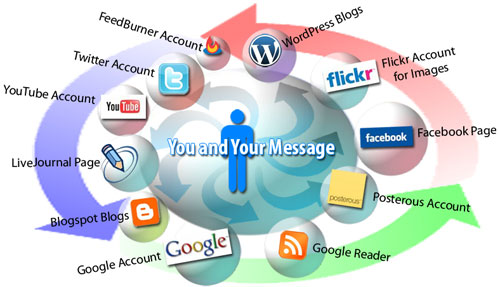 FeedBurner Account
WordPress Blogs
Twitter Account
Flickr Account
for Images
flickr
YouTube Account
You Tube
You and Your Message
facebook
Facebook Page
LiveJournal Page
posterous
Posterous Account
Blogspot Blogs
Google Account
Google
Google Reader